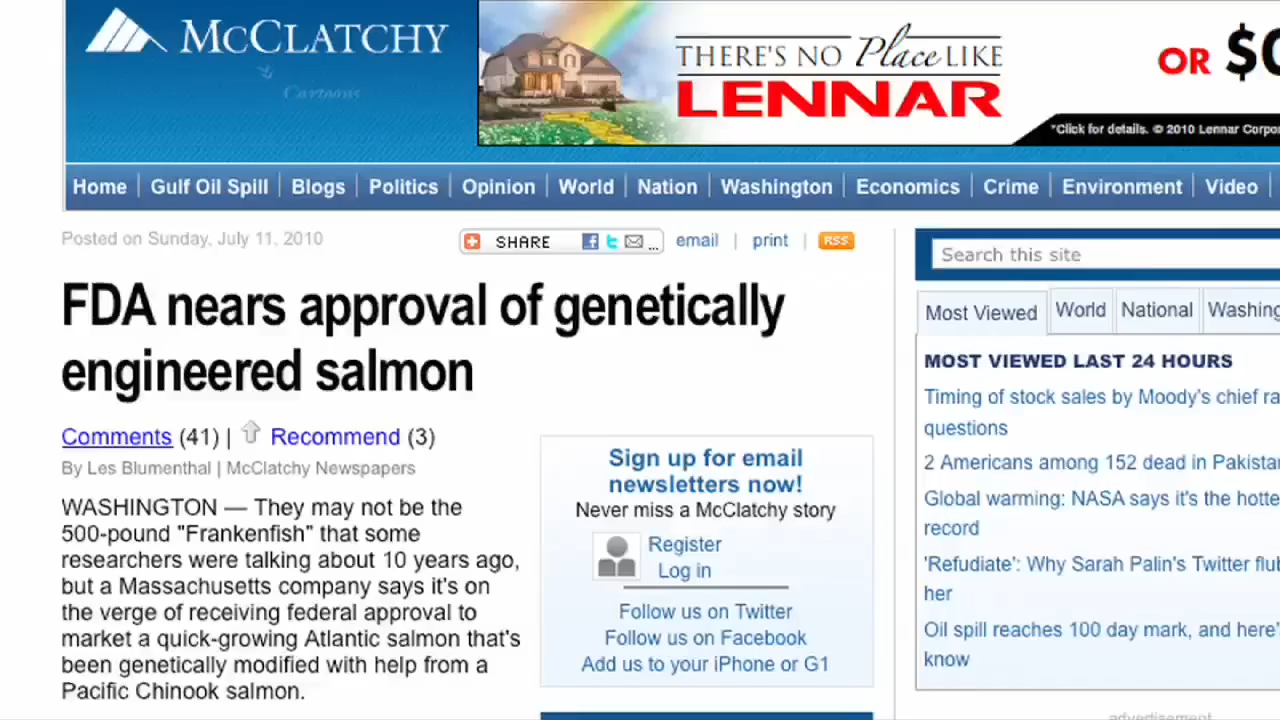 McCLATCHY
Cartoons
THERE'S NO Place LIKE
LENNAR
OR $0
*Click for details. © 2010 Lennar Corpo
Home Gulf Oil Spill Blogs Politics Opinion World Nation Washington Economics Crime Environment Video
Posted on Sunday, July 11, 2010
SHARE ... email | print | RSS
FDA nears approval of genetically
engineered salmon
Comments (41) | Recommend (3)
By Les Blumenthal | McClatchy Newspapers
WASHINGTON — They may not be the
500-pound "Frankenfish" that some
researchers were talking about 10 years ago,
but a Massachusetts company says it's on
the verge of receiving federal approval to
market a quick-growing Atlantic salmon that's
been genetically modified with help from a
Pacific Chinook salmon.
Sign up for email
newsletters now!
Never miss a McClatchy story
Register
Log in
Follow us on Twitter
Follow us on Facebook
Add us to your iPhone or G1
Search this site
Most Viewed World National Washing
MOST VIEWED LAST 24 HOURS
Timing of stock sales by Moody's chief ra
questions
2 Americans among 152 dead in Pakistan
Global warming: NASA says it's the hotte
record
'Refudiate': Why Sarah Palin's Twitter flub
her
Oil spill reaches 100 day mark, and here'
know
advertisement